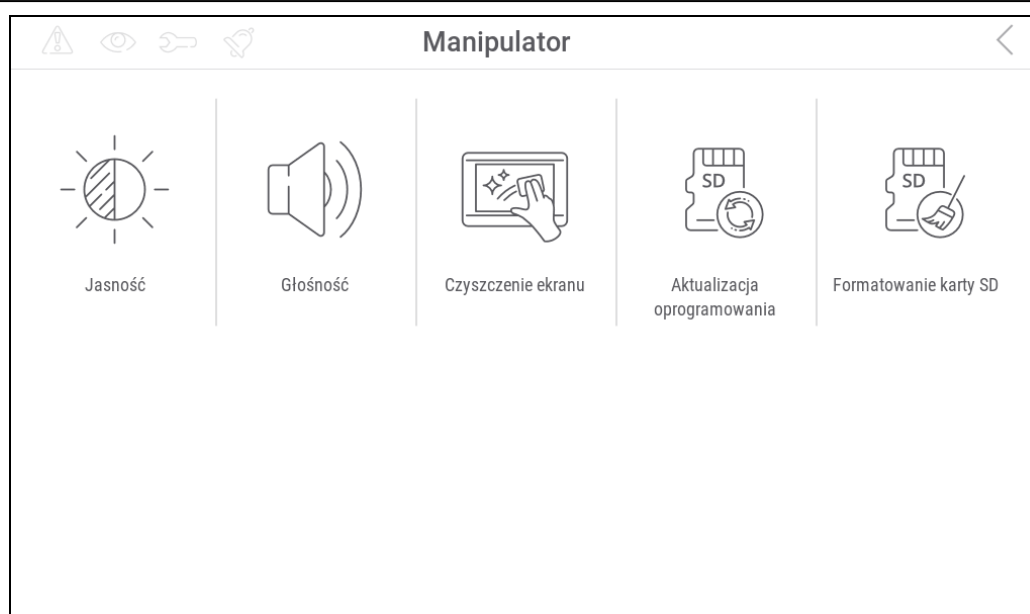 Manipulator
SD
SD
Jasność
Głośność
Czyszczenie ekranu
Aktualizacja
oprogramowania
Formatowanie karty SD